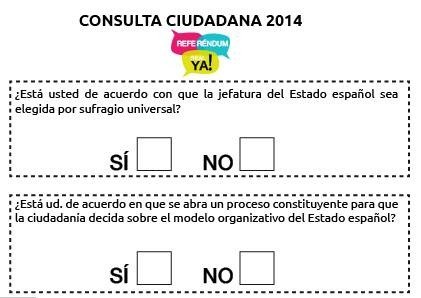 CONSULTA CIUDADANA 2014
REFERÉNDUM
YA!
¿Está usted de acuerdo con que la jefatura del Estado español sea
elegida por sufragio universal?
SÍ NO
¿Está ud. de acuerdo en que se abra un proceso constituyente para que
la ciudadanía decida sobre el modelo organizativo del Estado español?
SÍ NO